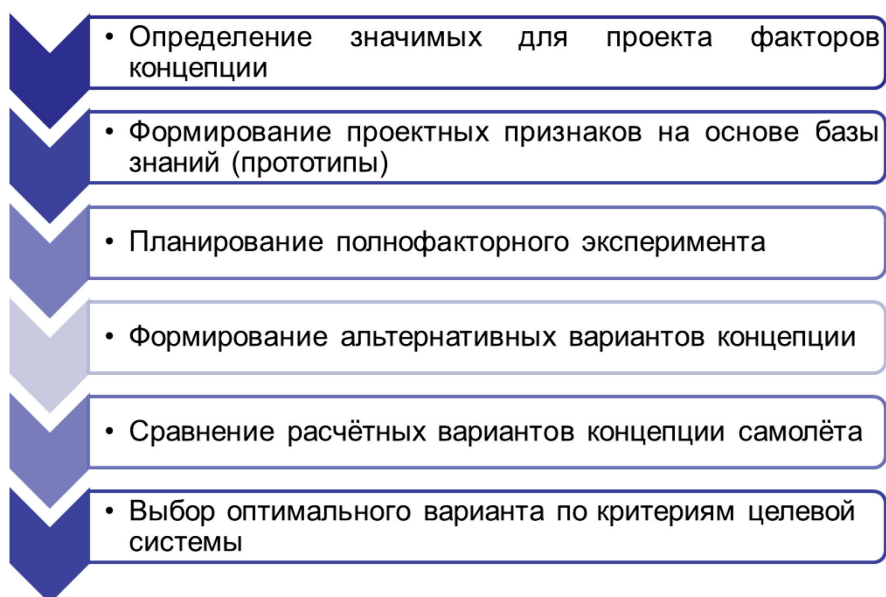 • Определение значимых для проекта факторов
концепции
• Формирование проектных признаков на основе базы
знаний (прототипы)
• Планирование полнофакторного эксперимента
• Формирование альтернативных вариантов концепции
• Сравнение расчётных вариантов концепции самолёта
• Выбор оптимального варианта по критериям целевой
системы